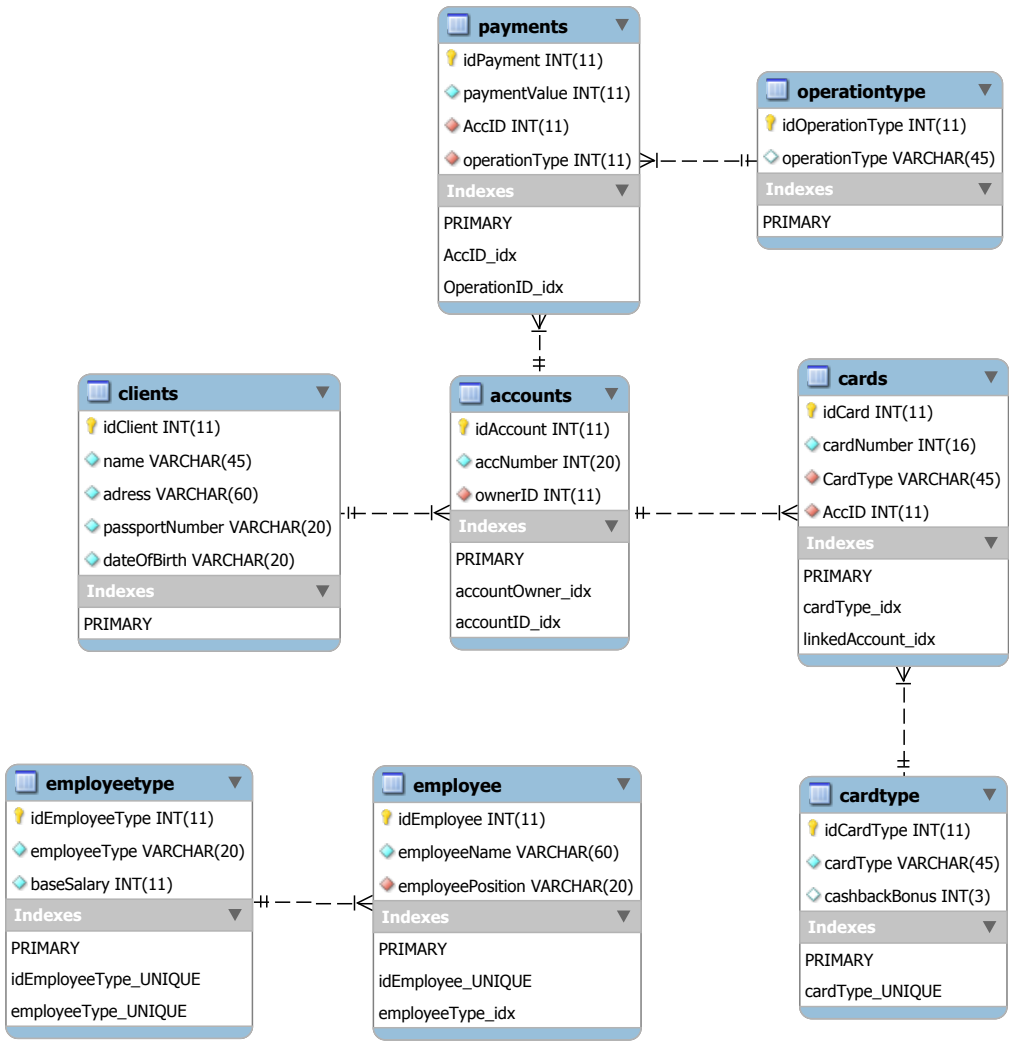 payments
idPayment INT(11)
paymentValue INT(11)
AccID INT(11)
operationType INT(11)
Indexes
PRIMARY
AccID_idx
OperationID_idx
operationtype
idOperationType INT(11)
operationType VARCHAR(45)
Indexes
PRIMARY
clients
idClient INT(11)
name VARCHAR(45)
adress VARCHAR(60)
passportNumber VARCHAR(20)
dateOfBirth VARCHAR(20)
Indexes
PRIMARY
accounts
idAccount INT(11)
accNumber INT(20)
ownerID INT(11)
Indexes
PRIMARY
accountOwner_idx
accountID_idx
cards
idCard INT(11)
cardNumber INT(16)
CardType VARCHAR(45)
AccID INT(11)
Indexes
PRIMARY
cardType_idx
linkedAccount_idx
employeetype
idEmployeeType INT(11)
employeeType VARCHAR(20)
baseSalary INT(11)
Indexes
PRIMARY
idEmployeeType_UNIQUE
employeeType_UNIQUE
employee
idEmployee INT(11)
employeeName VARCHAR(60)
employeePosition VARCHAR(20)
Indexes
PRIMARY
idEmployee_UNIQUE
employeeType_idx
cardtype
idCardType INT(11)
cardType VARCHAR(45)
cashbackBonus INT(3)
Indexes
PRIMARY
cardType_UNIQUE